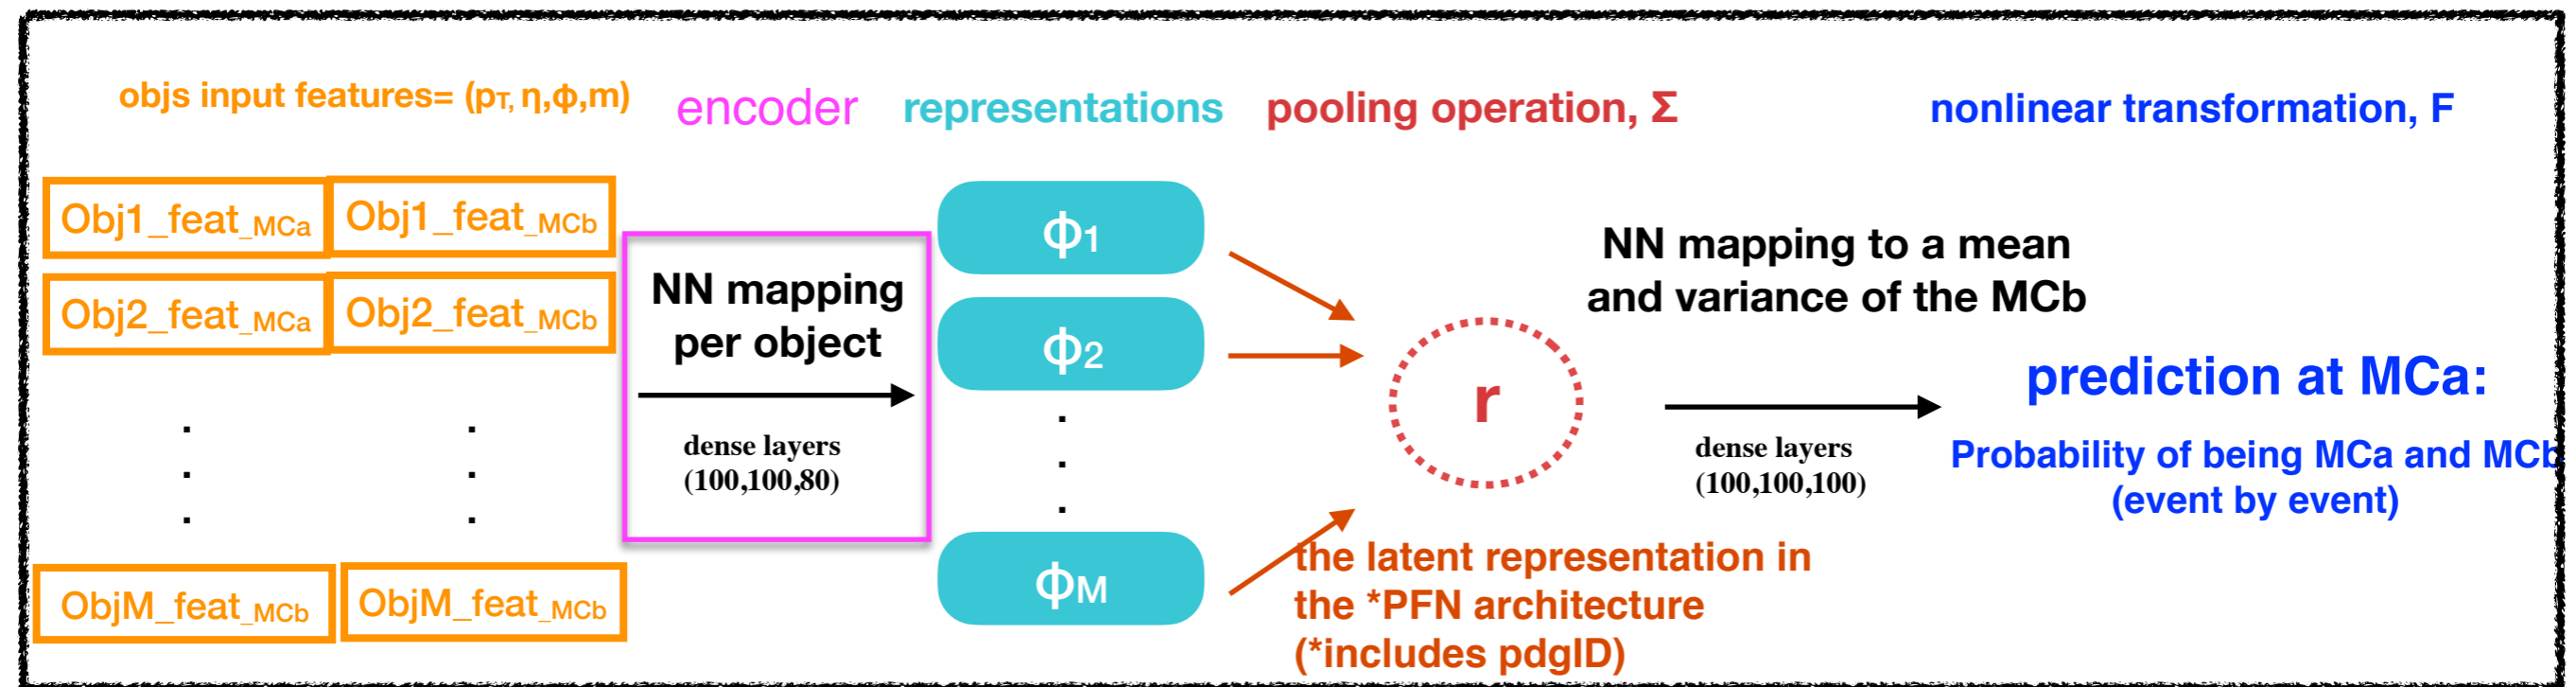 objs input features= (pT, η,ϕ,m)
encoder
representations
pooling operation, Σ
nonlinear transformation, F
Obj1_feat_MCa
Obj1_feat_MCb
Obj2_feat_MCa
Obj2_feat_MCb
ObjM_feat_MCb
ObjM_feat_MCb
NN mapping
per object
dense layers
(100,100,80)
ϕ1
ϕ2
ϕM
r
the latent representation in
the *PFN architecture
(*includes pdgID)
NN mapping to a mean
and variance of the MCb
dense layers
(100,100,100)
prediction at MCa:
Probability of being MCa and MCb
(event by event)